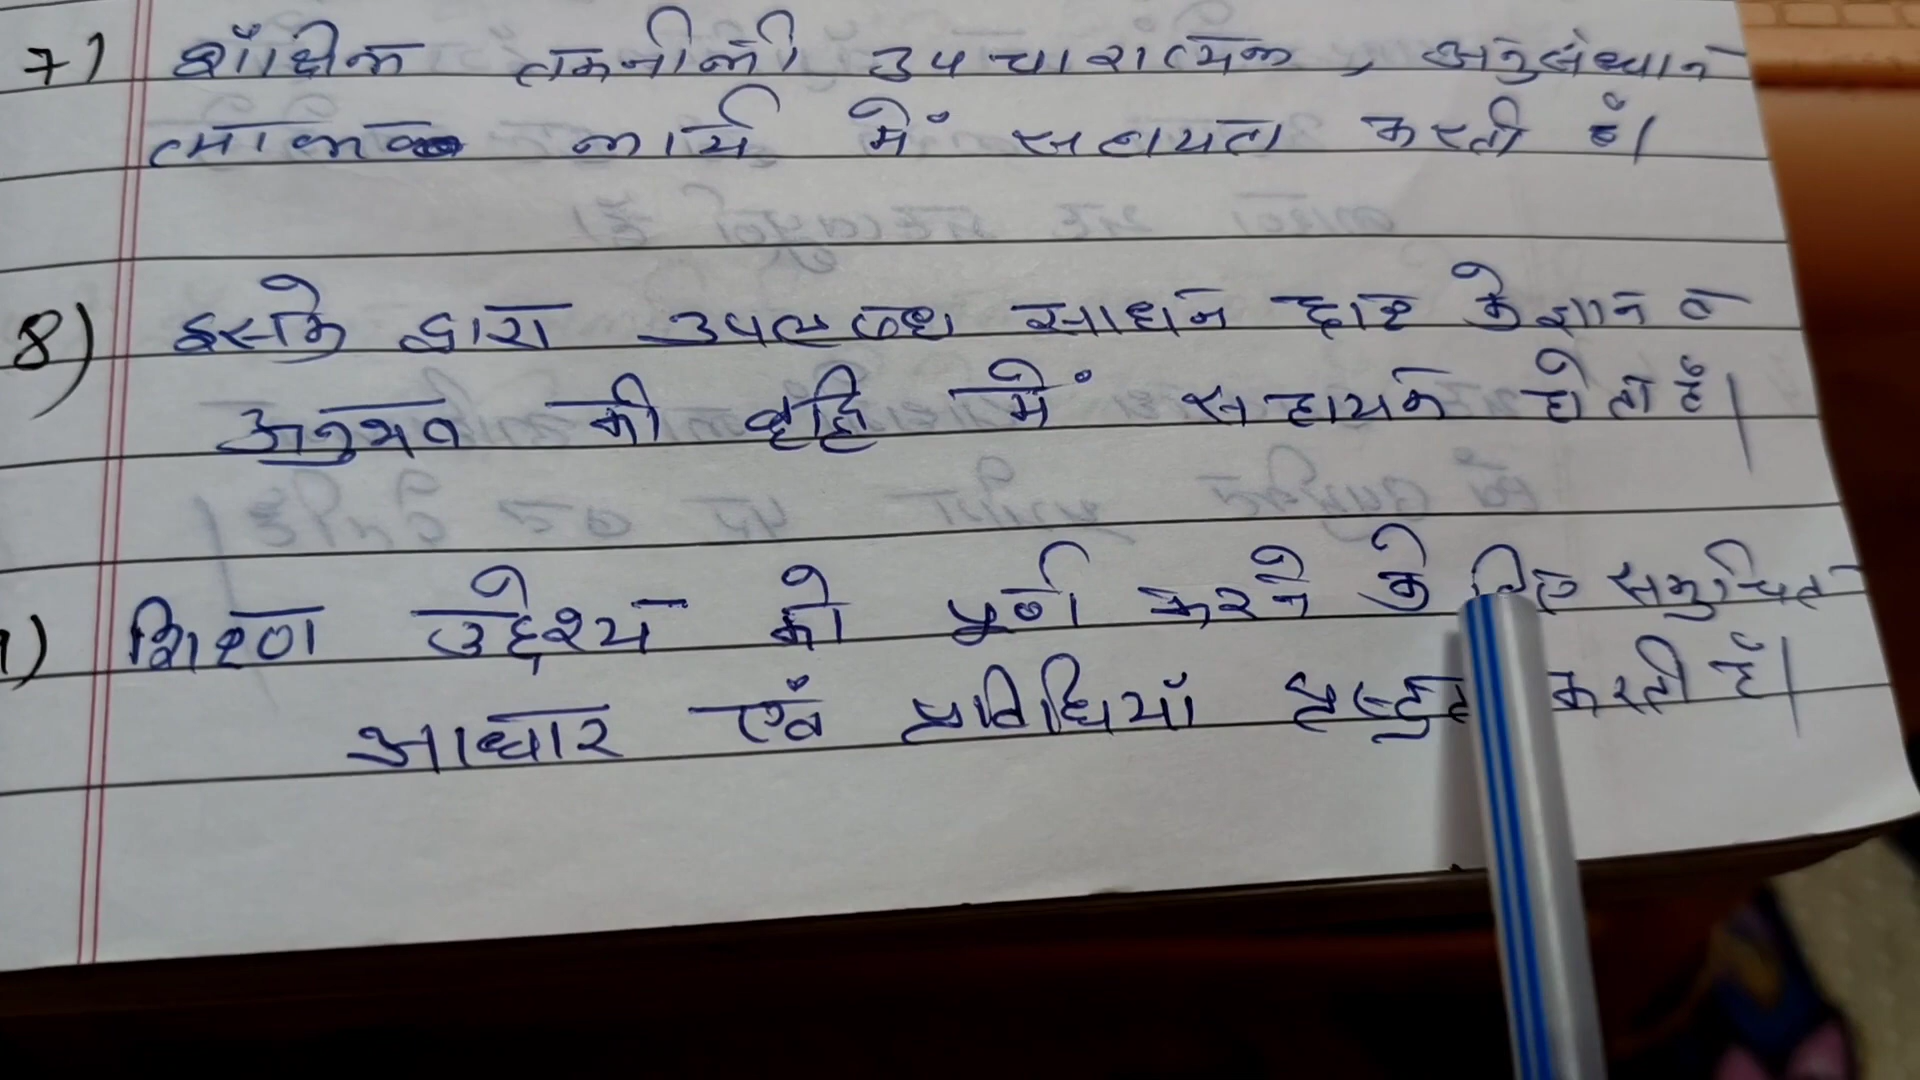 7) शैक्षिक तकनीकी उपचारात्मिक, अनुसंधान
कार्य में सहायता करती है।
8) इसके द्वारा उपलब्ध साधन छात्र के ज्ञान व
अनुभव की वृद्धि में सहायक होता है।
) शिक्षण उद्देश्य को पूर्ण करने के लिए समुचित
आधार एवं प्रविधियाँ प्रस्तुत करती है।